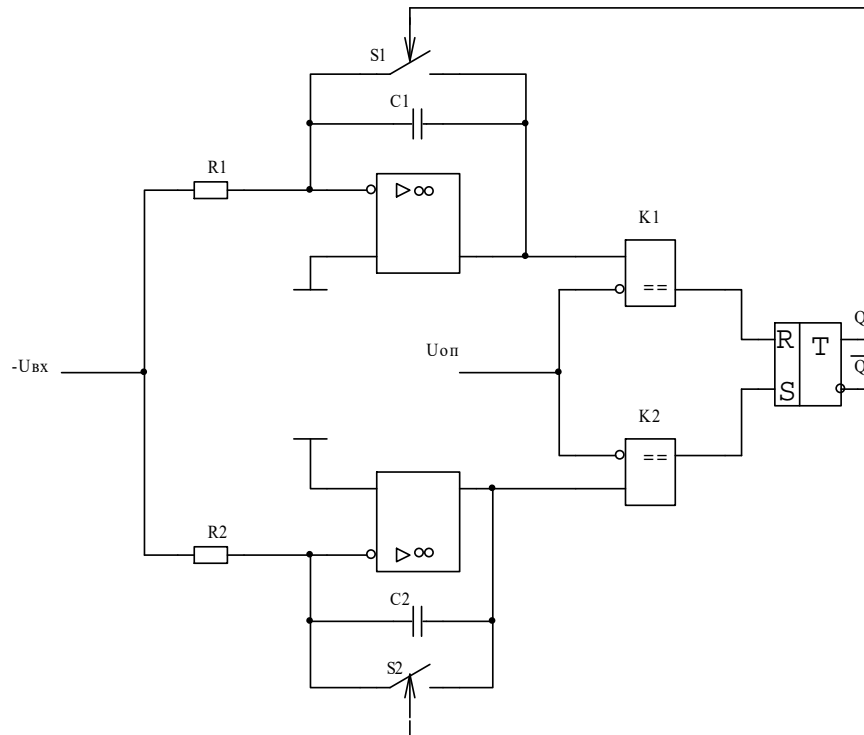 S1
C1
R1
▷ ∞
K1
==
Q
-Uвх
Uоп
R
T
Q
S
K2
==
R2
▷ ∞
C2
S2